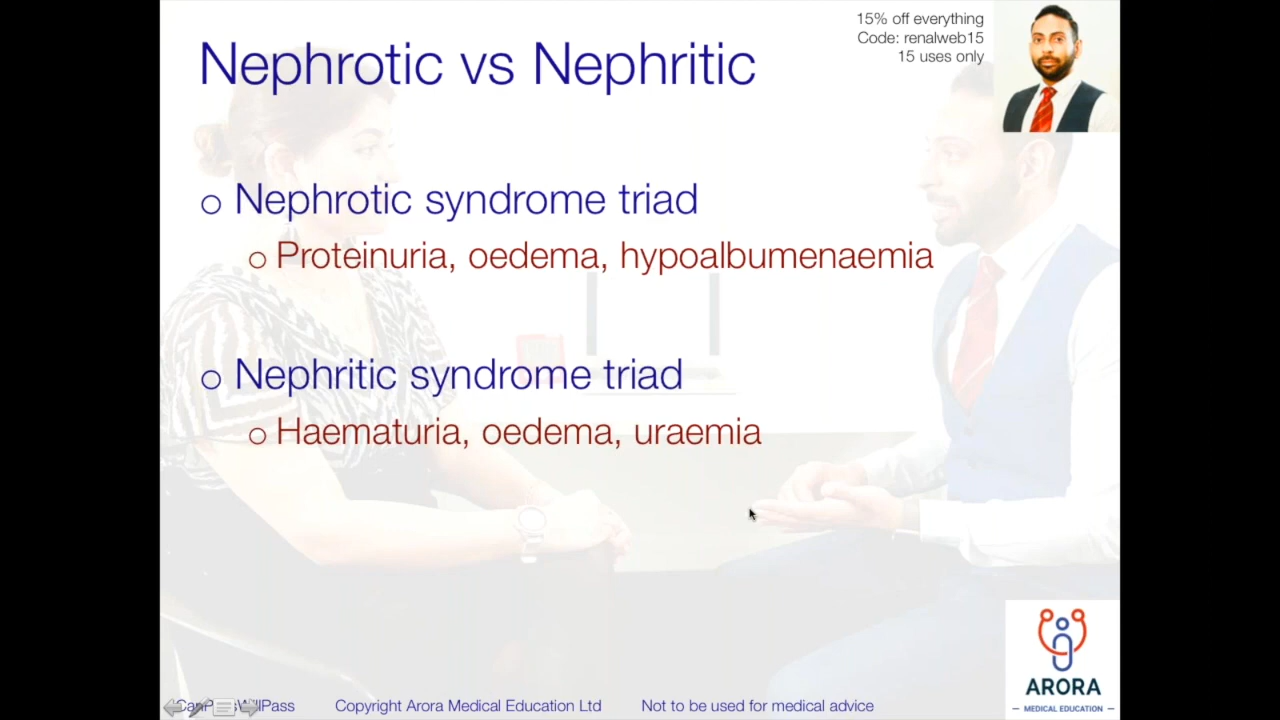 15% off everything
Code: renalweb15
15 uses only
Nephrotic vs Nephritic
o Nephrotic syndrome triad
o Proteinuria, oedema, hypoalbumenaemia
o Nephritic syndrome triad
o Haematuria, oedema, uraemia
ARORA
MEDICAL EDUCATION
Copyright Arora Medical Education Ltd
Not to be used for medical advice